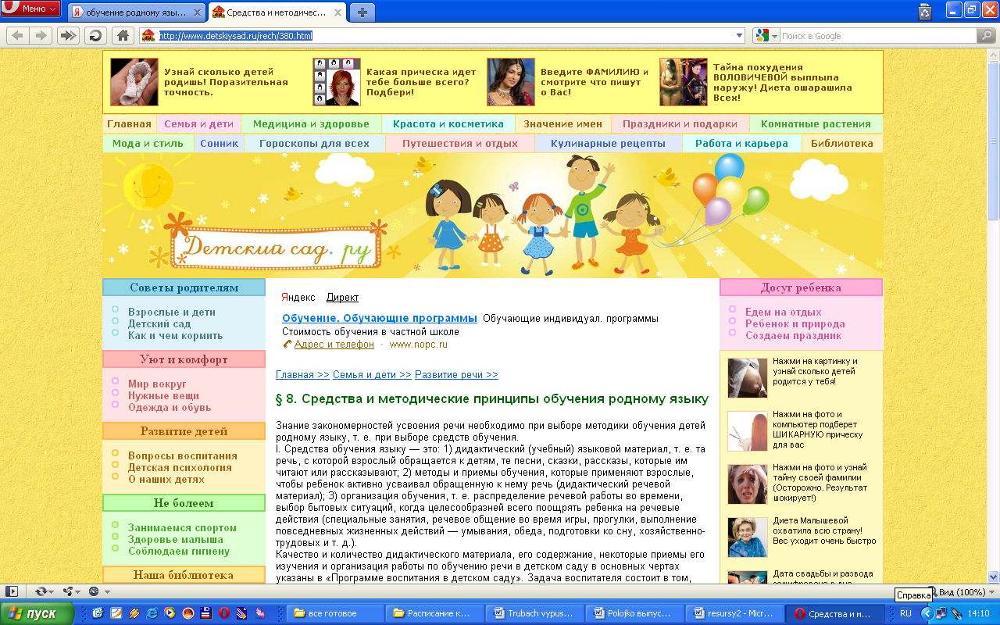 Меню
обучение родному язы...
Средства и методичес...
http://www.detskiysad.ru/rech/380.html
Поиск в Google
Узнай сколько детей
родишь! Поразительная
точность.
Какая прическа идет
тебе больше всего?
Подбери!
Введите ФАМИЛИЮ и
смотрите что пишут
о Вас!
Тайна похудения
ВОЛОВИЧЕВОЙ выплыла
наружу! Диета ошарашила
Всех!
Главная Семья и дети Медицина и здоровье Красота и косметика Значение имен Праздники и подарки Комнатные растения
Мода и стиль Сонник Гороскопы для всех Путешествия и отдых Кулинарные рецепты Работа и карьера Библиотека
Детский сад. ру
Советы родителям
Взрослые и дети
Детский сад
Как и чем кормить
Уют и комфорт
Мир вокруг
Нужные вещи
Одежда и обувь
Развитие детей
Вопросы воспитания
Детская психология
О наших детях
Не болеем
Занимаемся спортом
Здоровье малыша
Соблюдаем гигиену
Наша библиотека
Яндекс Директ
Обучение. Обучающие программы Обучающие индивидуал. программы
Стоимость обучения в частной школе
Адрес и телефон · www.nopc.ru
Главная >> Семья и дети >> Развитие речи >>
§ 8. Средства и методические принципы обучения родному языку
Знание закономерностей усвоения речи необходимо при выборе методики обучения детей
родному языку, т. е. при выборе средств обучения.
I. Средства обучения языку — это: 1) дидактический (учебный) языковой материал, т. е. та
речь, с которой взрослый обращается к детям, те песни, сказки, рассказы, которые им
читают или рассказывают; 2) методы и приемы обучения, которые применяют взрослые,
чтобы ребенок активно усваивал обращенную к нему речь (дидактический речевой
материал); 3) организация обучения, т. е. распределение речевой работы во времени,
выбор бытовых ситуаций, когда целесообразней всего поощрять ребенка на речевые
действия (специальные занятия, речевое общение во время игры, прогулки, выполнение
повседневных жизненных действий — умывания, обеда, подготовки ко сну, хозяйственно-
трудовых и т. д.).
Качество и количество дидактического материала, его содержание, некоторые приемы его
изучения и организация работы по обучению речи в детском саду в основных чертах
указаны в «Программе воспитания в детском саду». Задача воспитателя состоит в том,
Досуг ребенка
Едем на отдых
Ребенок и природа
Создаем праздник
Нажми на картинку и
узнай сколько детей
родится у тебя!
Нажми на фото и
компьютер подберет
ШИКАРНУЮ прическу
для вас
Нажми на фото и узнай
тайну своей фамилии
(Осторожно. Результат
шокирует!)
Диета Малышевой
охватила всю страну!
Вес уходит очень быстро
Дата свадьбы и развода
Справка
Вид (100%)
пуск
все готовое
Расписание к...
Trubach vypus...
Polojko выпус...
resursy2 - Micr...
Средства и м...
RU
14:10